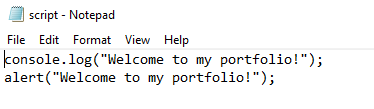 script - Notepad
File Edit Format View Help
console.log("Welcome to my portfolio!");
alert("Welcome to my portfolio!");